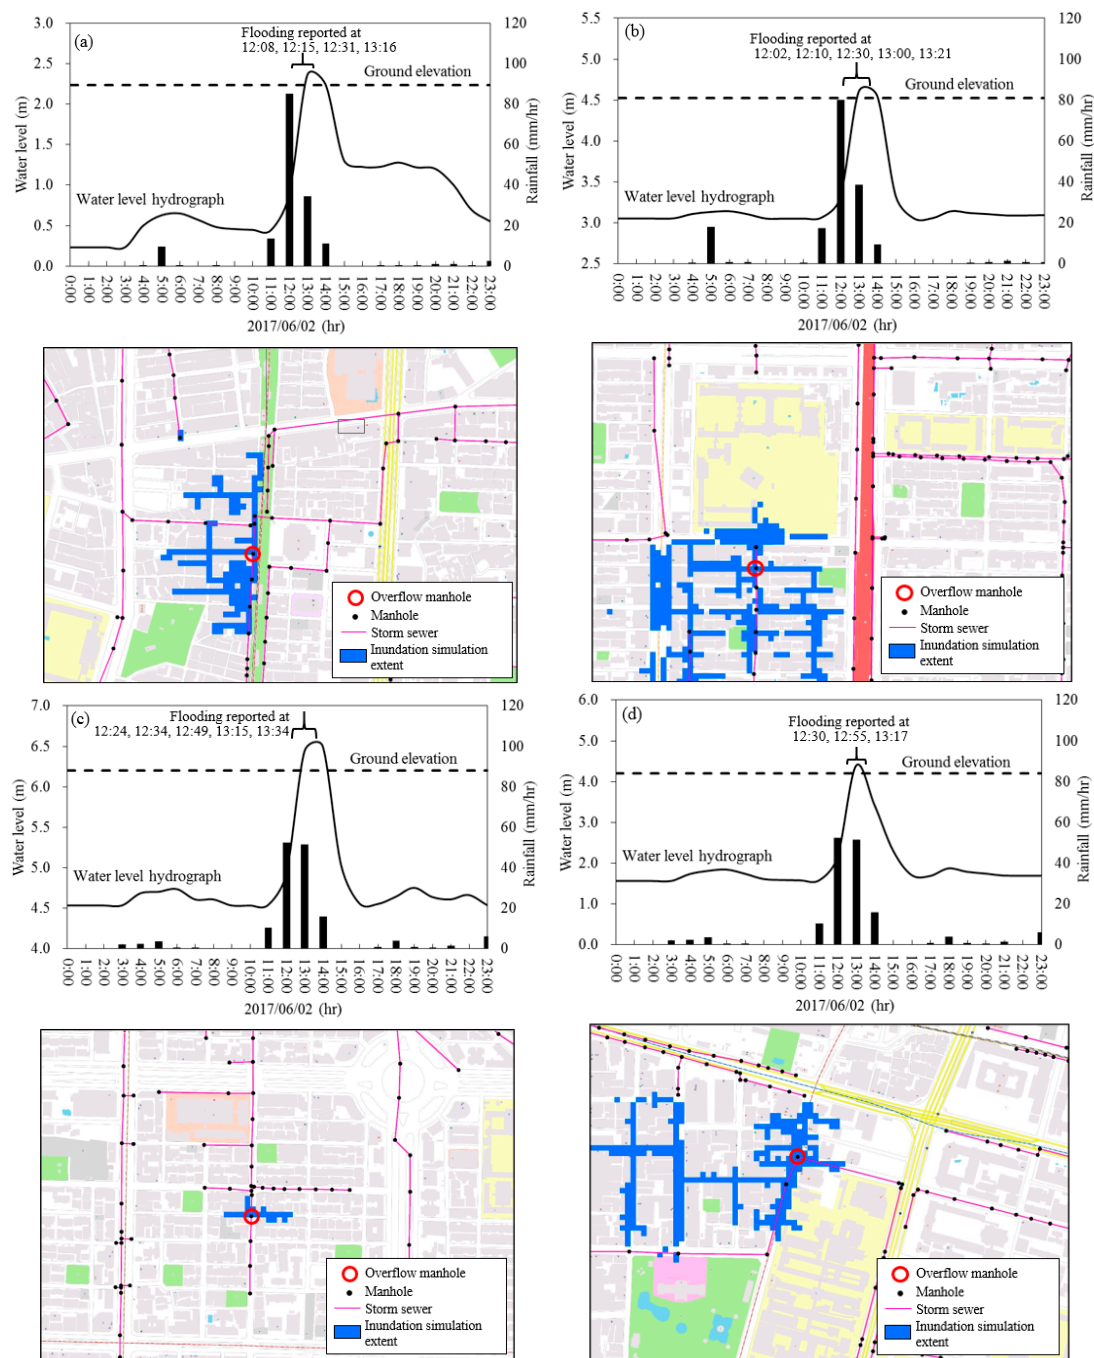 (a)
Flooding reported at
12:08, 12:15, 12:31, 13:16
Ground elevation
Water level hydrograph
Water level (m)
3.0
2.5
2.0
1.5
1.0
0.5
0.0
Rainfall (mm/hr)
120
100
80
60
40
20
0
0:00 1:00 2:00 3:00 4:00 5:00 6:00 7:00 8:00 9:00 10:00 11:00 12:00 13:00 14:00 15:00 16:00 17:00 18:00 19:00 20:00 21:00 22:00 23:00
2017/06/02 (hr)
Overflow manhole
Manhole
Storm sewer
Inundation simulation
extent
(b)
Flooding reported at
12:02, 12:10, 12:30, 13:00, 13:21
Ground elevation
Water level hydrograph
Water level (m)
5.5
5.0
4.5
4.0
3.5
3.0
2.5
Rainfall (mm/hr)
120
100
80
60
40
20
0
0:00 1:00 2:00 3:00 4:00 5:00 6:00 7:00 8:00 9:00 10:00 11:00 12:00 13:00 14:00 15:00 16:00 17:00 18:00 19:00 20:00 21:00 22:00 23:00
2017/06/02 (hr)
Overflow manhole
Manhole
Storm sewer
Inundation simulation
extent
(c)
Flooding reported at
12:24, 12:34, 12:49, 13:15, 13:34
Ground elevation
Water level hydrograph
Water level (m)
7.0
6.5
6.0
5.5
5.0
4.5
4.0
Rainfall (mm/hr)
120
100
80
60
40
20
0
0:00 1:00 2:00 3:00 4:00 5:00 6:00 7:00 8:00 9:00 10:00 11:00 12:00 13:00 14:00 15:00 16:00 17:00 18:00 19:00 20:00 21:00 22:00 23:00
2017/06/02 (hr)
Overflow manhole
Manhole
Storm sewer
Inundation simulation
extent
(d)
Flooding reported at
12:30, 12:55, 13:17
Ground elevation
Water level hydrograph
Water level (m)
6.0
5.0
4.0
3.0
2.0
1.0
0.0
Rainfall (mm/hr)
120
100
80
60
40
20
0
0:00 1:00 2:00 3:00 4:00 5:00 6:00 7:00 8:00 9:00 10:00 11:00 12:00 13:00 14:00 15:00 16:00 17:00 18:00 19:00 20:00 21:00 22:00 23:00
2017/06/02 (hr)
Overflow manhole
Manhole
Storm sewer
Inundation simulation
extent